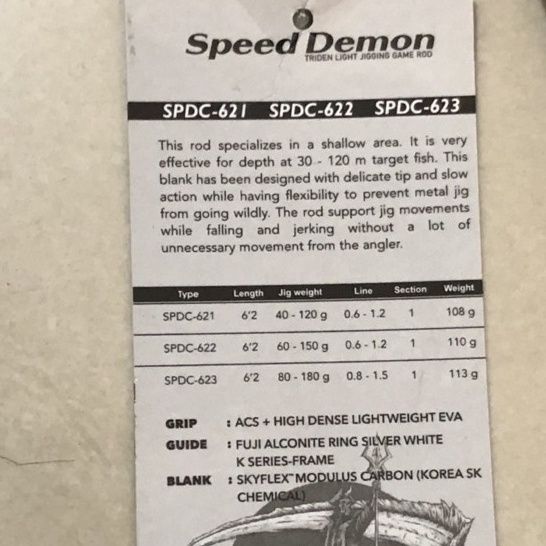 Speed Demon
TRIDEN LIGHT JIGGING GAME ROD
SPDC-621 SPDC-622 SPDC-623
This rod specializes in a shallow area. It is very
effective for depth at 30 - 120 m target fish. This
blank has been designed with delicate tip and slow
action while having flexibility to prevent metal jig
from going wildly. The rod support jig movements
while falling and jerking without a lot of
unnecessary movement from the angler.
Type Length Jig weight Line Section Weight
SPDC-621 6'2 40 - 120 g 0.6 - 1.2 1 108 g
SPDC-622 6'2 60 - 150 g 0.6 - 1.2 1 110 g
SPDC-623 6'2 80 - 180 g 0.8 - 1.5 1 113 g
GRIP : ACS + HIGH DENSE LIGHTWEIGHT EVA
GUIDE : FUJI ALCONITE RING SILVER WHITE
K SERIES-FRAME
BLANK : SKYFLEX™ MODULUS CARBON (KOREA SK
CHEMICAL)